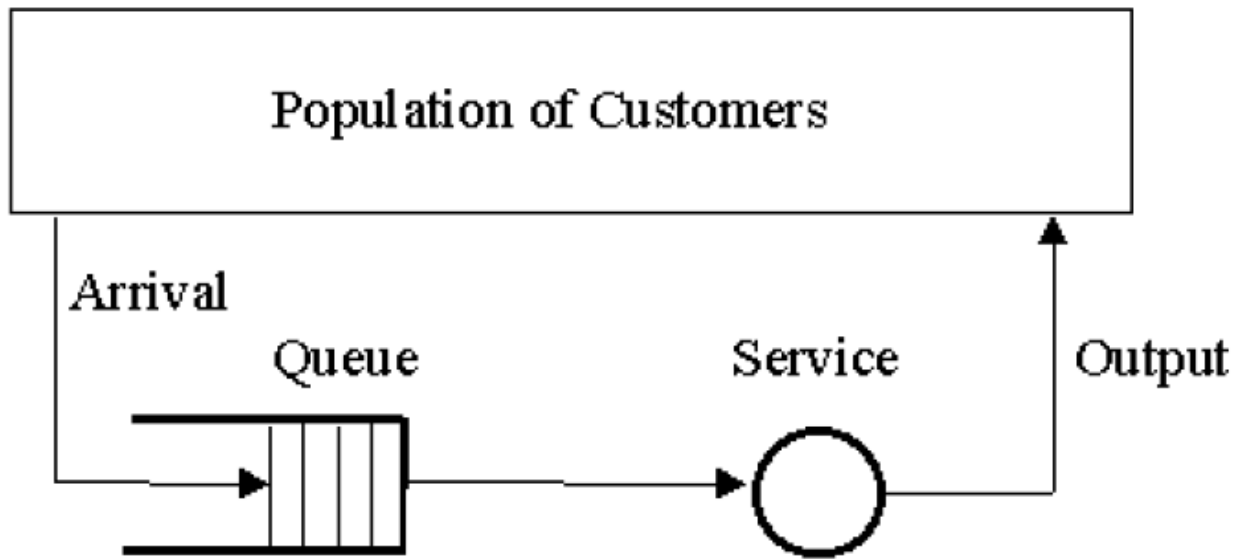 Population of Customers
Arrival
Queue
Service
Output